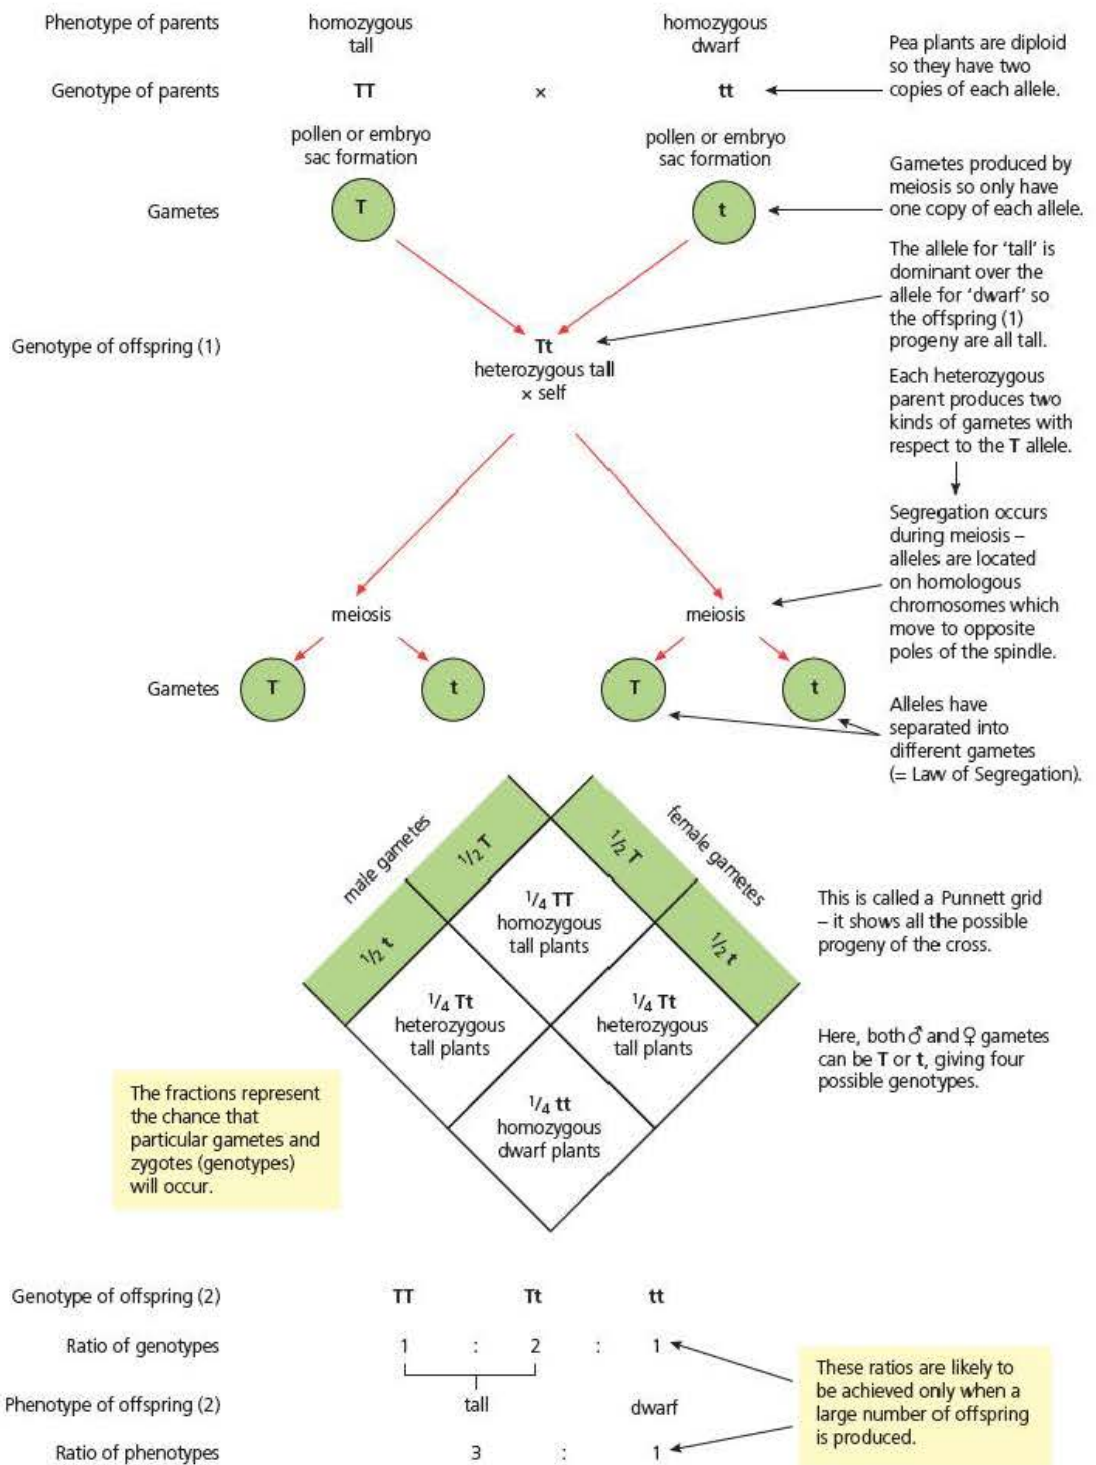 Phenotype of parents
homozygous
tall
homozygous
dwarf
Pea plants are diploid
so they have two
copies of each allele.
Genotype of parents
TT
×
tt
pollen or embryo
sac formation
pollen or embryo
sac formation
Gametes produced by
meiosis so only have
one copy of each allele.
Gametes
T
t
The allele for 'tall' is
dominant over the
allele for 'dwarf' so
the offspring (1)
progeny are all tall.
Genotype of offspring (1)
Tt
heterozygous tall
× self
Each heterozygous
parent produces two
kinds of gametes with
respect to the T allele.
Segregation occurs
during meiosis –
alleles are located
on homologous
chromosomes which
move to opposite
poles of the spindle.
meiosis
meiosis
Gametes
T
t
T
t
Alleles have
separated into
different gametes
(= Law of Segregation).
male gametes
female gametes
1/2 T
1/2 T
1/2 t
1/2 t
1/4 TT
homozygous
tall plants
This is called a Punnett grid
– it shows all the possible
progeny of the cross.
1/4 Tt
heterozygous
tall plants
1/4 Tt
heterozygous
tall plants
Here, both ♂ and ♀ gametes
can be T or t, giving four
possible genotypes.
1/4 tt
homozygous
dwarf plants
The fractions represent
the chance that
particular gametes and
zygotes (genotypes)
will occur.
Genotype of offspring (2)
TT Tt tt
Ratio of genotypes
1 : 2 : 1
Phenotype of offspring (2)
tall dwarf
Ratio of phenotypes
3 : 1
These ratios are likely to
be achieved only when a
large number of offspring
is produced.